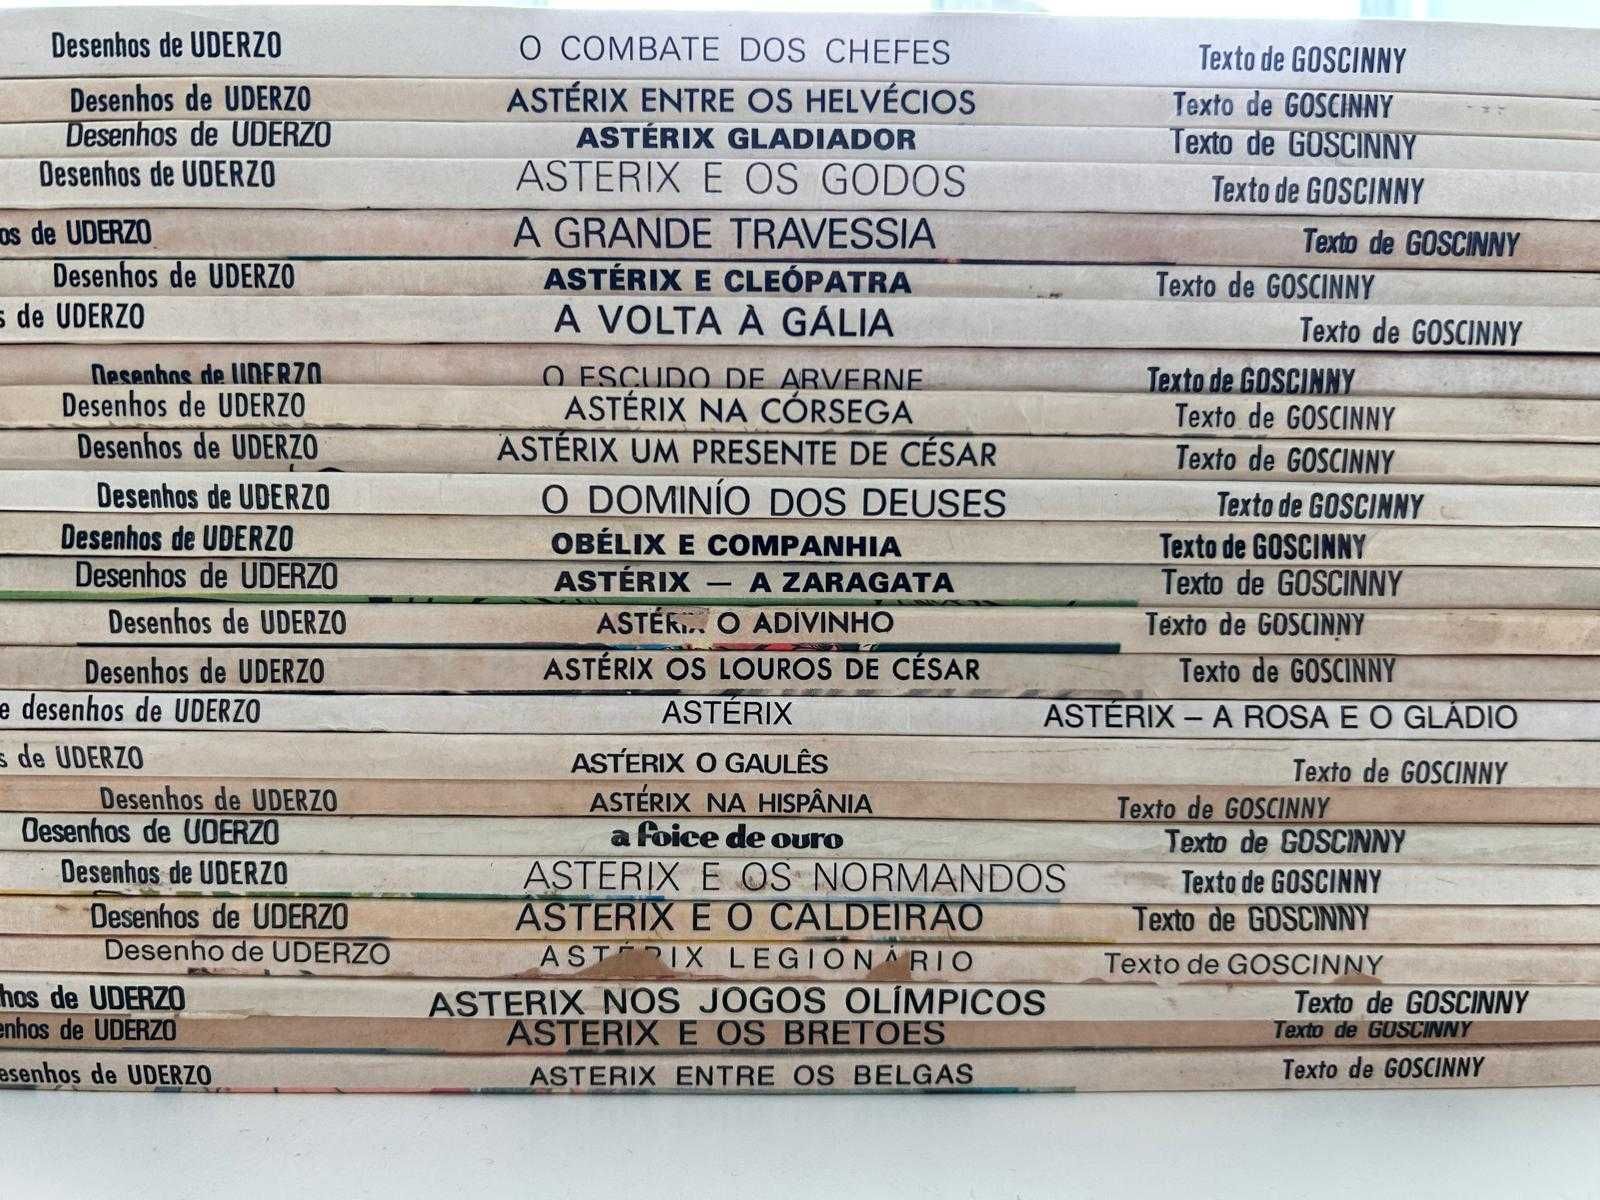 Desenhos de UDERZO O COMBATE DOS CHEFES Texto de GOSCINNY
Desenhos de UDERZO ASTÉRIX ENTRE OS HELVÉCIOS Texto de GOSCINNY
Desenhos de UDERZO ASTÉRIX GLADIADOR Texto de GOSCINNY
Desenhos de UDERZO ASTERIX E OS GODOS Texto de GOSCINNY
os de UDERZO A GRANDE TRAVESSIA Texto de GOSCINNY
Desenhos de UDERZO ASTÉRIX E CLEÓPATRA Texto de GOSCINNY
s de UDERZO A VOLTA À GÁLIA Texto de GOSCINNY
Desenhos de UDERZO O ESCUDO DE ARVERNE Texto de GOSCINNY
Desenhos de UDERZO ASTÉRIX NA CÓRSEGA Texto de GOSCINNY
Desenhos de UDERZO ASTÉRIX UM PRESENTE DE CÉSAR Texto de GOSCINNY
Desenhos de UDERZO O DOMINÍO DOS DEUSES Texto de GOSCINNY
Desenhos de UDERZO OBÉLIX E COMPANHIA Texto de GOSCINNY
Desenhos de UDERZO ASTÉRIX — A ZARAGATA Texto de GOSCINNY
Desenhos de UDERZO ASTÉRIX O ADIVINHO Texto de GOSCINNY
Desenhos de UDERZO ASTÉRIX OS LOUROS DE CÉSAR Texto de GOSCINNY
e desenhos de UDERZO ASTÉRIX ASTÉRIX – A ROSA E O GLÁDIO
s de UDERZO ASTÉRIX O GAULÊS Texto de GOSCINNY
Desenhos de UDERZO ASTÉRIX NA HISPÂNIA Texto de GOSCINNY
Desenhos de UDERZO a foice de ouro Texto de GOSCINNY
Desenhos de UDERZO ASTERIX E OS NORMANDOS Texto de GOSCINNY
Desenhos de UDERZO ASTERIX E O CALDEIRAO Texto de GOSCINNY
Desenho de UDERZO ASTÉRIX LEGIONÁRIO Texto de GOSCINNY
hos de UDERZO ASTERIX NOS JOGOS OLÍMPICOS Texto de GOSCINNY
enhos de UDERZO ASTERIX E OS BRETOES Texto de GOSCINNY
esenhos de UDERZO ASTERIX ENTRE OS BELGAS Texto de GOSCINNY